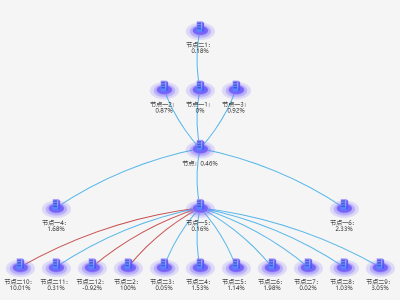 节点二1:
0.18%
节点一2: 节点一1: 节点一3:
0.87% 0% 0.92%
节点: 0.46%
节点一4: 节点一5: 节点一6:
1.68% 0.16% 2.33%
节点二10: 节点二11: 节点二12: 节点二2: 节点二3: 节点二4: 节点二5: 节点二6: 节点二7: 节点二8: 节点二9:
10.01% 0.31% -0.92% 100% 0.05% 1.53% 1.14% 1.98% 0.02% 1.03% 3.05%